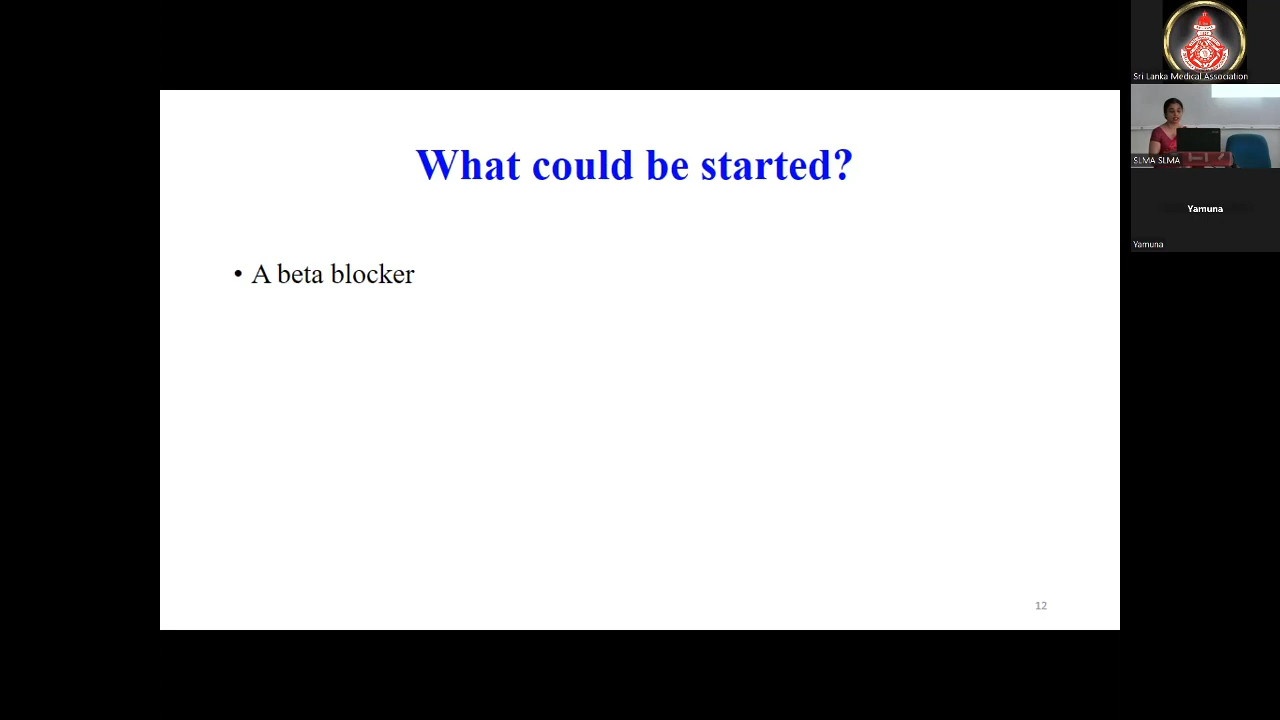 What could be started?
• A beta blocker
12
Sri Lanka Medical Association
SLMA SLMA
Yamuna
Yamuna